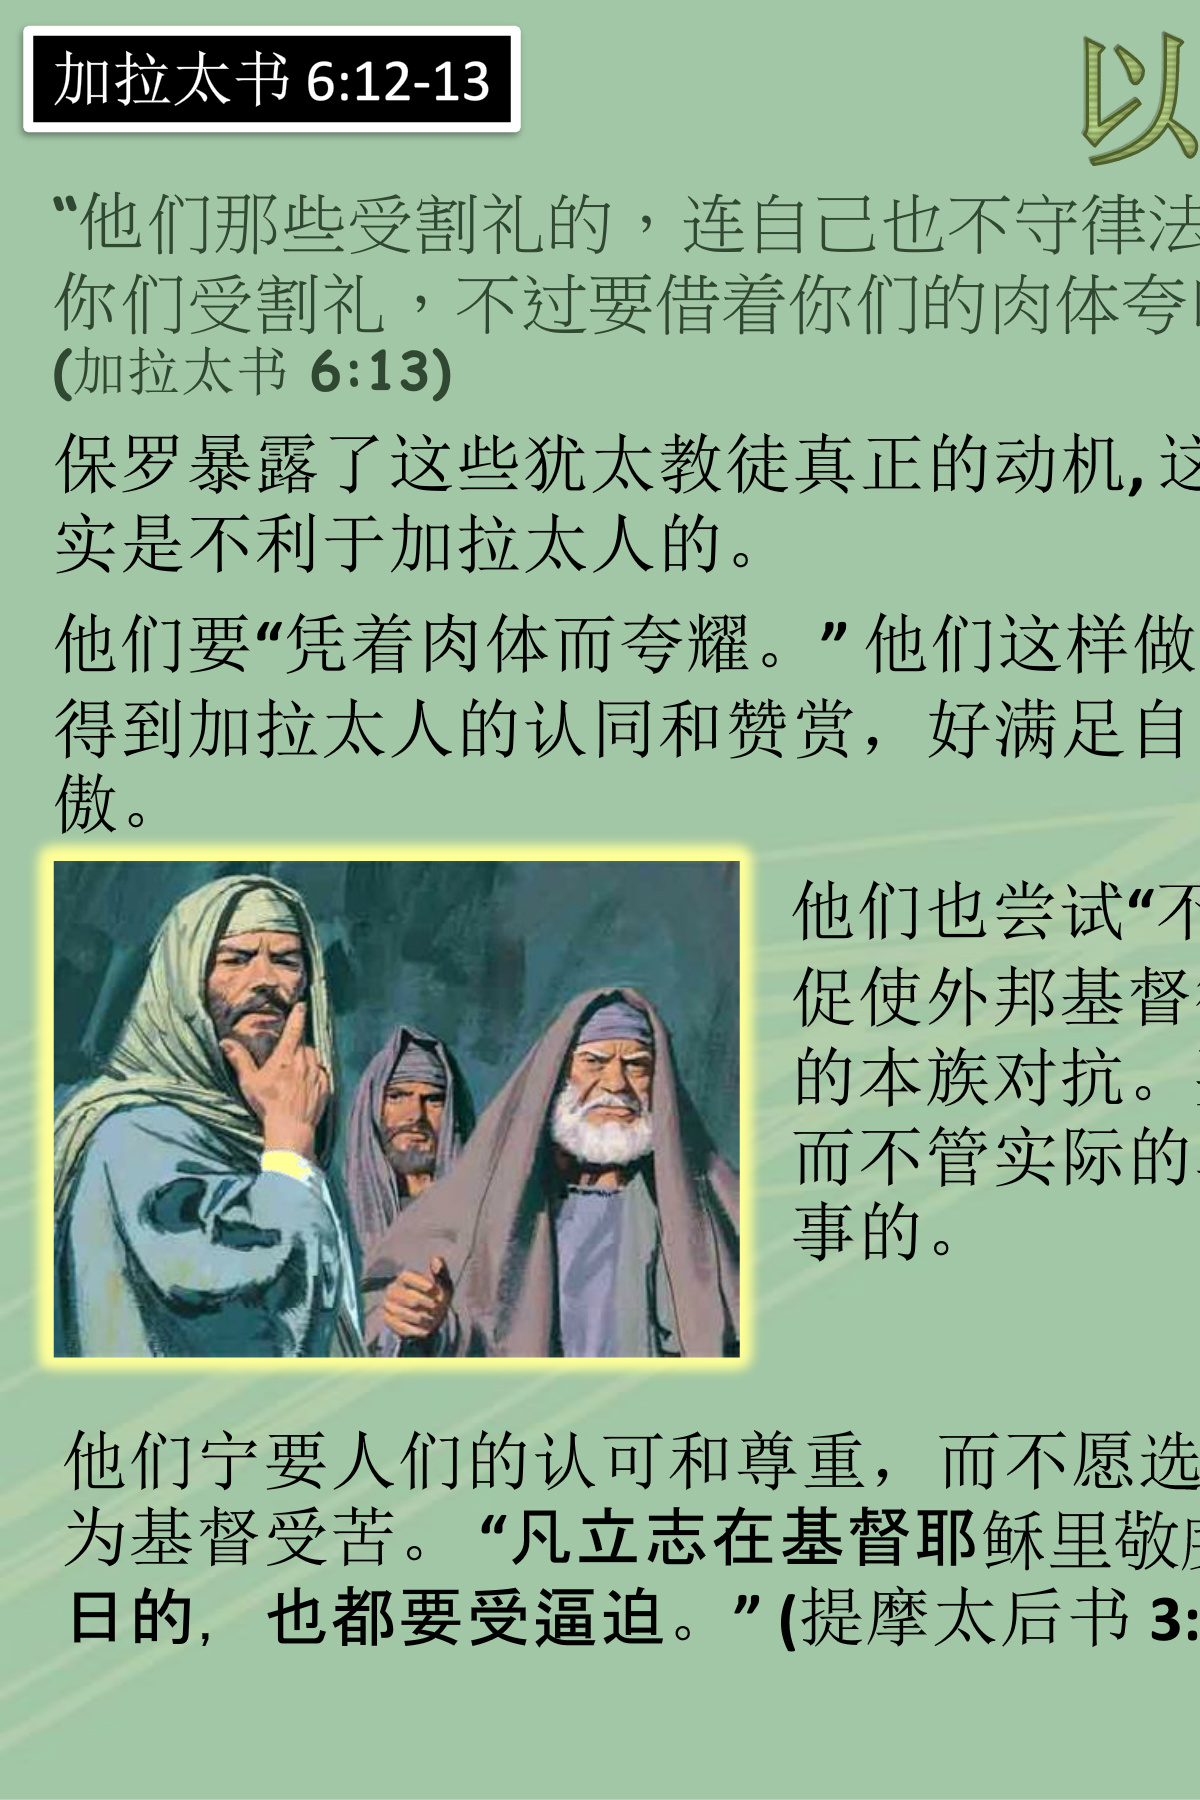 加拉太书 6:12-13
以
“他们那些受割礼的，连自己也不守律法
你们受割礼，不过要借着你们的肉体夸
(加拉太书 6:13)
保罗暴露了这些犹太教徒真正的动机, 这
实是不利于加拉太人的。
他们要“凭着肉体而夸耀。” 他们这样做
得到加拉太人的认同和赞赏，好满足自
傲。
他们也尝试“不
促使外邦基督
的本族对抗。
而不管实际的
事的。
他们宁要人们的认可和尊重，而不愿选
为基督受苦。 “凡立志在基督耶稣里敬虔
日的，也都要受逼迫。” (提摩太后书 3: